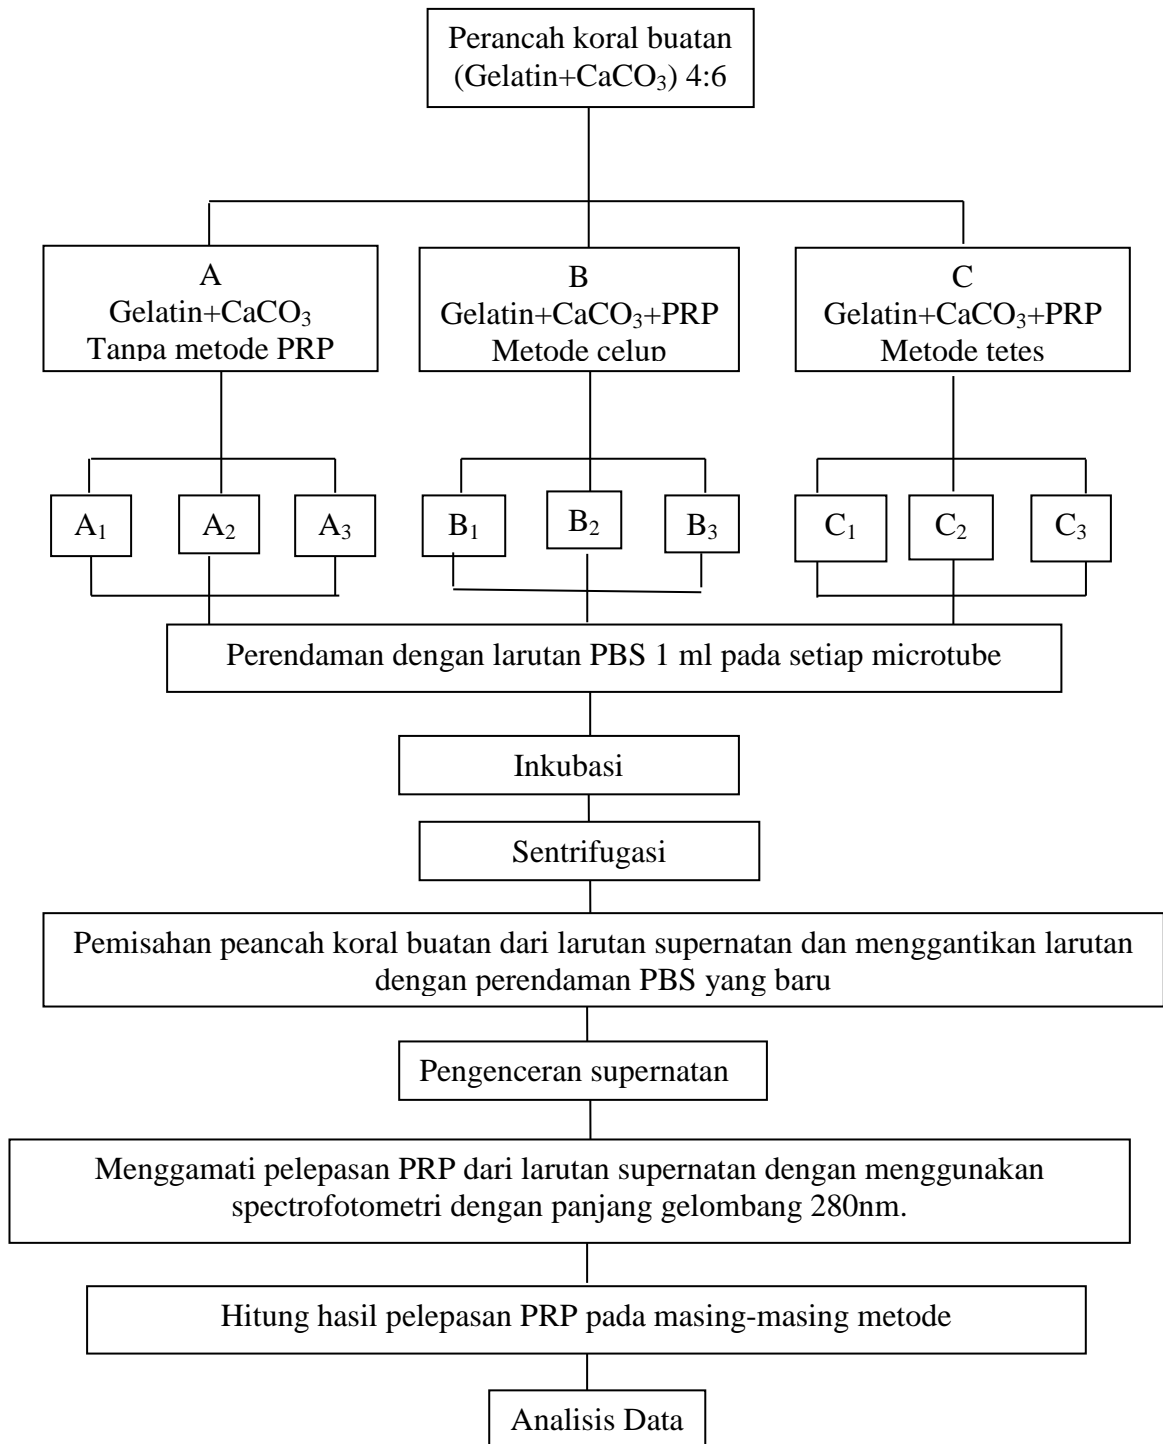 Perancah koral buatan
(Gelatin+CaCO₃) 4:6
A
Gelatin+CaCO₃
Tanpa metode PRP
B
Gelatin+CaCO₃+PRP
Metode celup
C
Gelatin+CaCO₃+PRP
Metode tetes
A₁
A₂
A₃
B₁
B₂
B₃
C₁
C₂
C₃
Perendaman dengan larutan PBS 1 ml pada setiap microtube
Inkubasi
Sentrifugasi
Pemisahan peancah koral buatan dari larutan supernatan dan menggantikan larutan
dengan perendaman PBS yang baru
Pengenceran supernatan
Menggamati pelepasan PRP dari larutan supernatan dengan menggunakan
spectrofotometri dengan panjang gelombang 280nm.
Hitung hasil pelepasan PRP pada masing-masing metode
Analisis Data